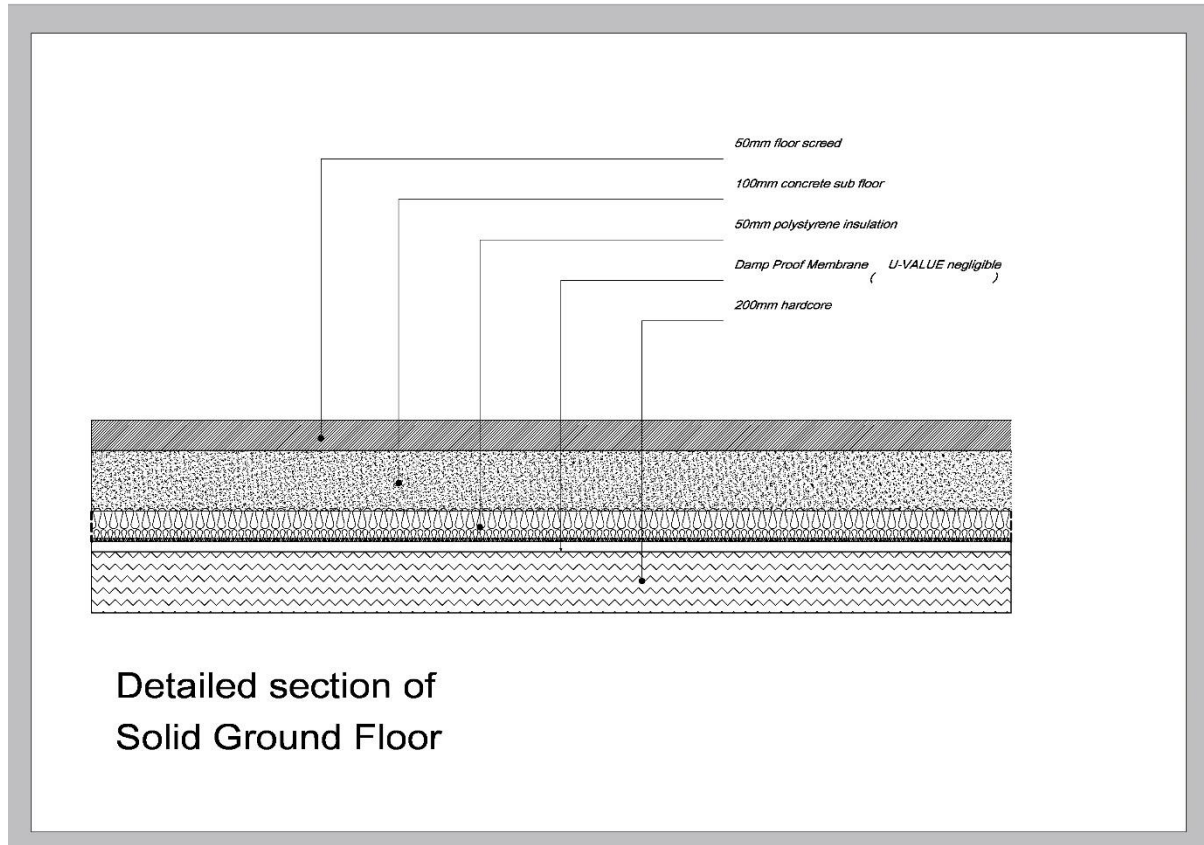 50mm floor screed
100mm concrete sub floor
50mm polystyrene insulation
Damp Proof Membrane ( U-VALUE negligible )
200mm hardcore
Detailed section of
Solid Ground Floor